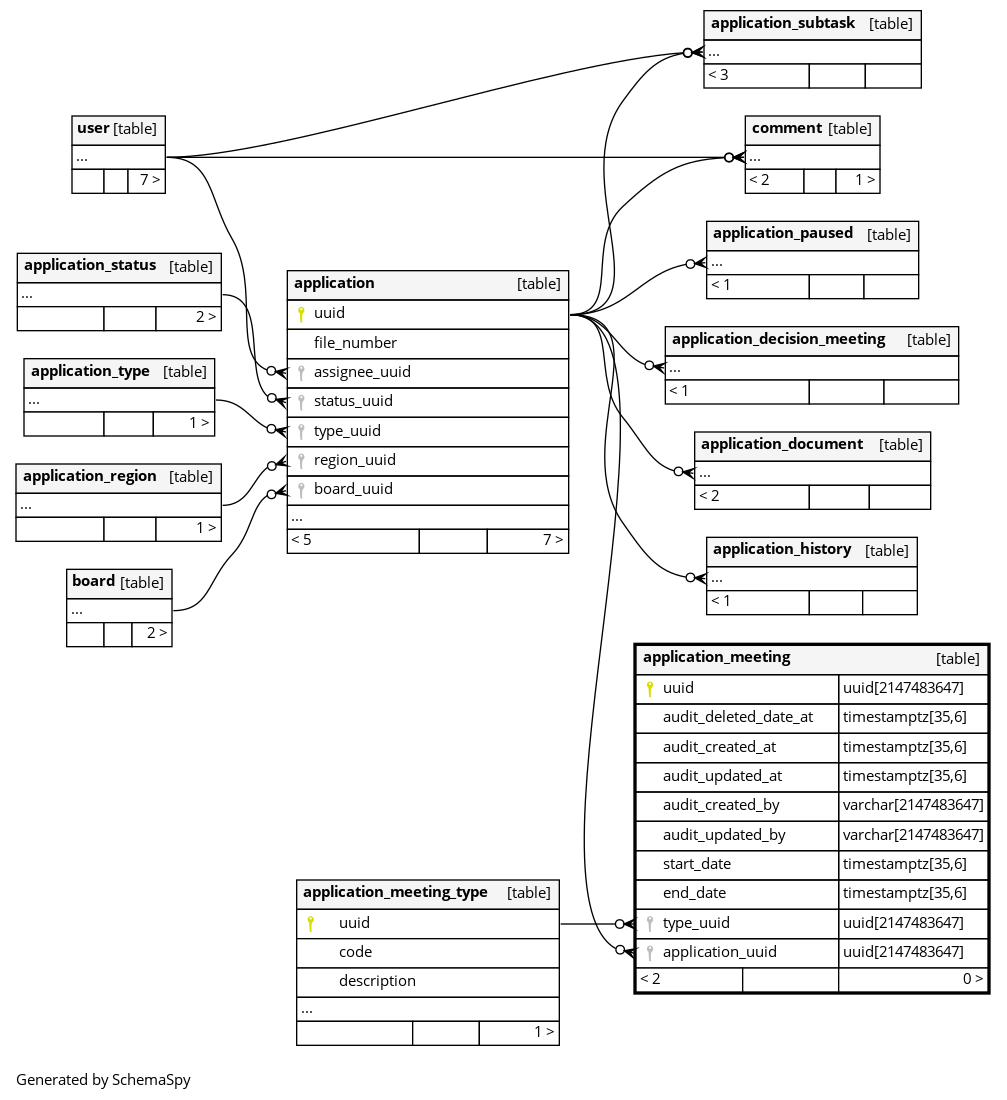 application_subtask [table]
...
< 3
user [table]
...
7 >
comment [table]
...
< 2 1 >
application_paused [table]
...
< 1
application_status [table]
...
2 >
application [table]
uuid
file_number
assignee_uuid
status_uuid
type_uuid
region_uuid
board_uuid
...
< 5 7 >
application_decision_meeting [table]
...
< 1
application_type [table]
...
1 >
application_document [table]
...
< 2
application_region [table]
...
1 >
application_history [table]
...
< 1
board [table]
...
2 >
application_meeting [table]
uuid uuid[2147483647]
audit_deleted_date_at timestamptz[35,6]
audit_created_at timestamptz[35,6]
audit_updated_at timestamptz[35,6]
audit_created_by varchar[2147483647]
audit_updated_by varchar[2147483647]
start_date timestamptz[35,6]
end_date timestamptz[35,6]
type_uuid uuid[2147483647]
application_uuid uuid[2147483647]
< 2 0 >
application_meeting_type [table]
uuid
code
description
...
1 >
Generated by SchemaSpy